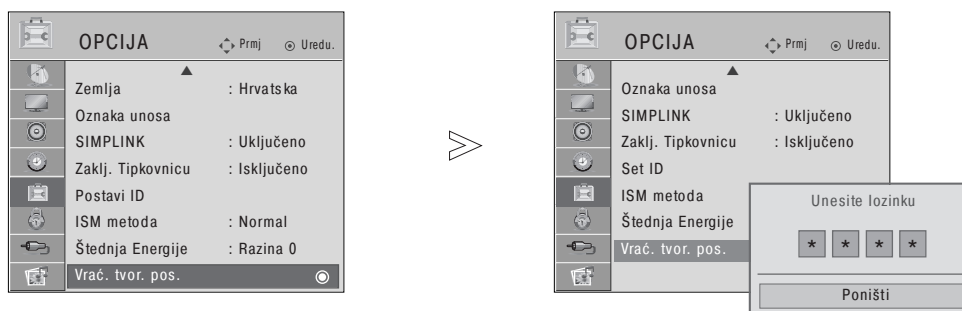 OPCIJA Prmj Uredu.
Zemlja : Hrvatska
Oznaka unosa
SIMPLINK : Uključeno
Zaklj. Tipkovnicu : Isključeno
Postavi ID
ISM metoda : Normal
Štednja Energije : Razina 0
Vrać. tvor. pos.
OPCIJA Prmj Uredu.
Oznaka unosa
SIMPLINK : Uključeno
Zaklj. Tipkovnicu : Isključeno
Set ID
ISM metoda
Štednja Energije
Vrać. tvor. pos.
Unesite lozinku
* * * *
Poništi